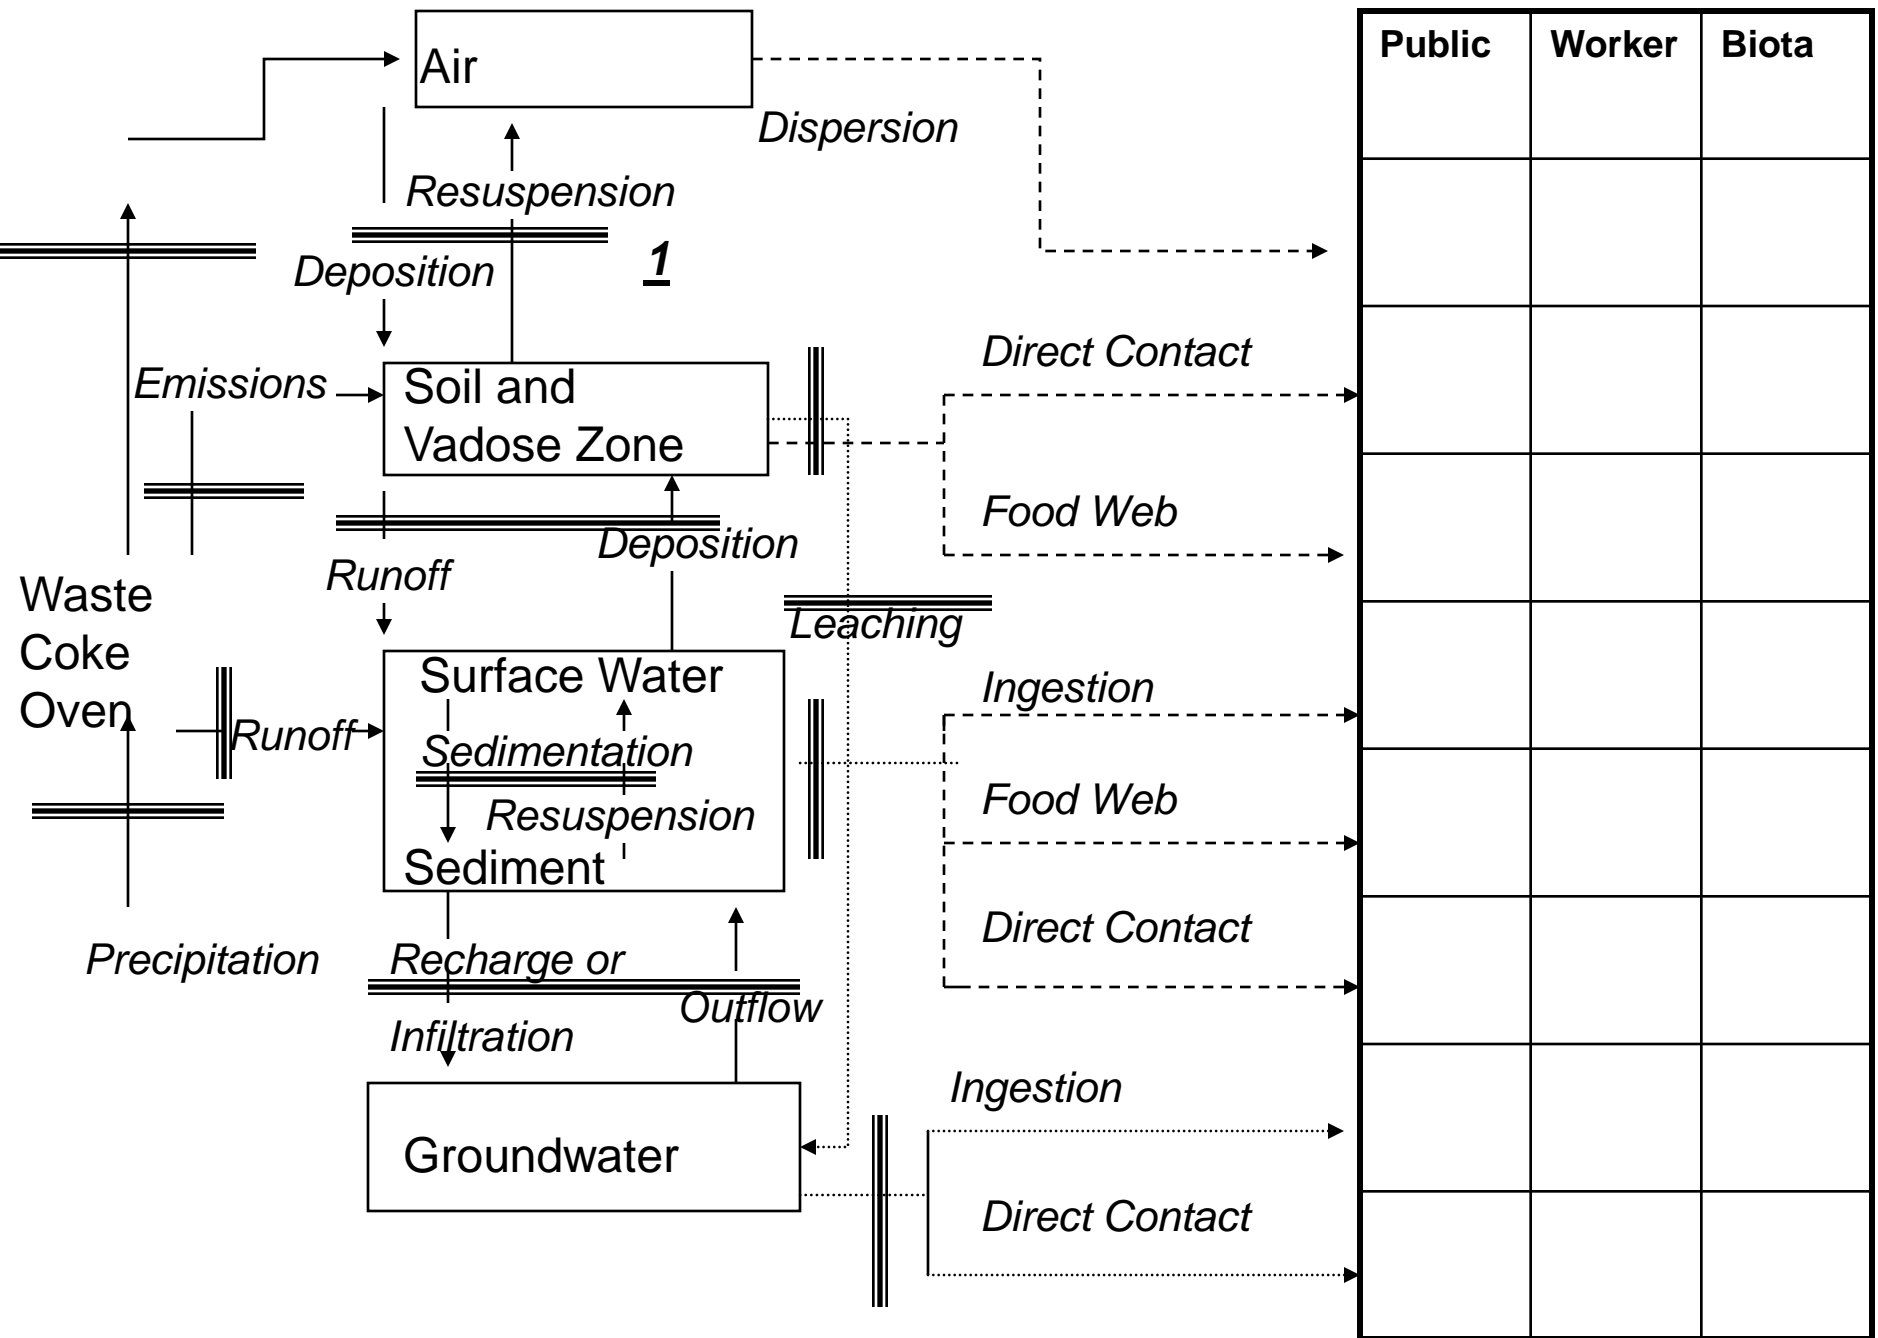 Air
Public
Worker
Biota
Dispersion
Resuspension
Deposition
1
Emissions
Soil and
Vadose Zone
Direct Contact
Food Web
Deposition
Runoff
Waste
Coke
Oven
Leaching
Surface Water
Runoff
Sedimentation
Resuspension
Sediment
Ingestion
Food Web
Direct Contact
Precipitation
Recharge or
Infiltration
Outflow
Groundwater
Ingestion
Direct Contact